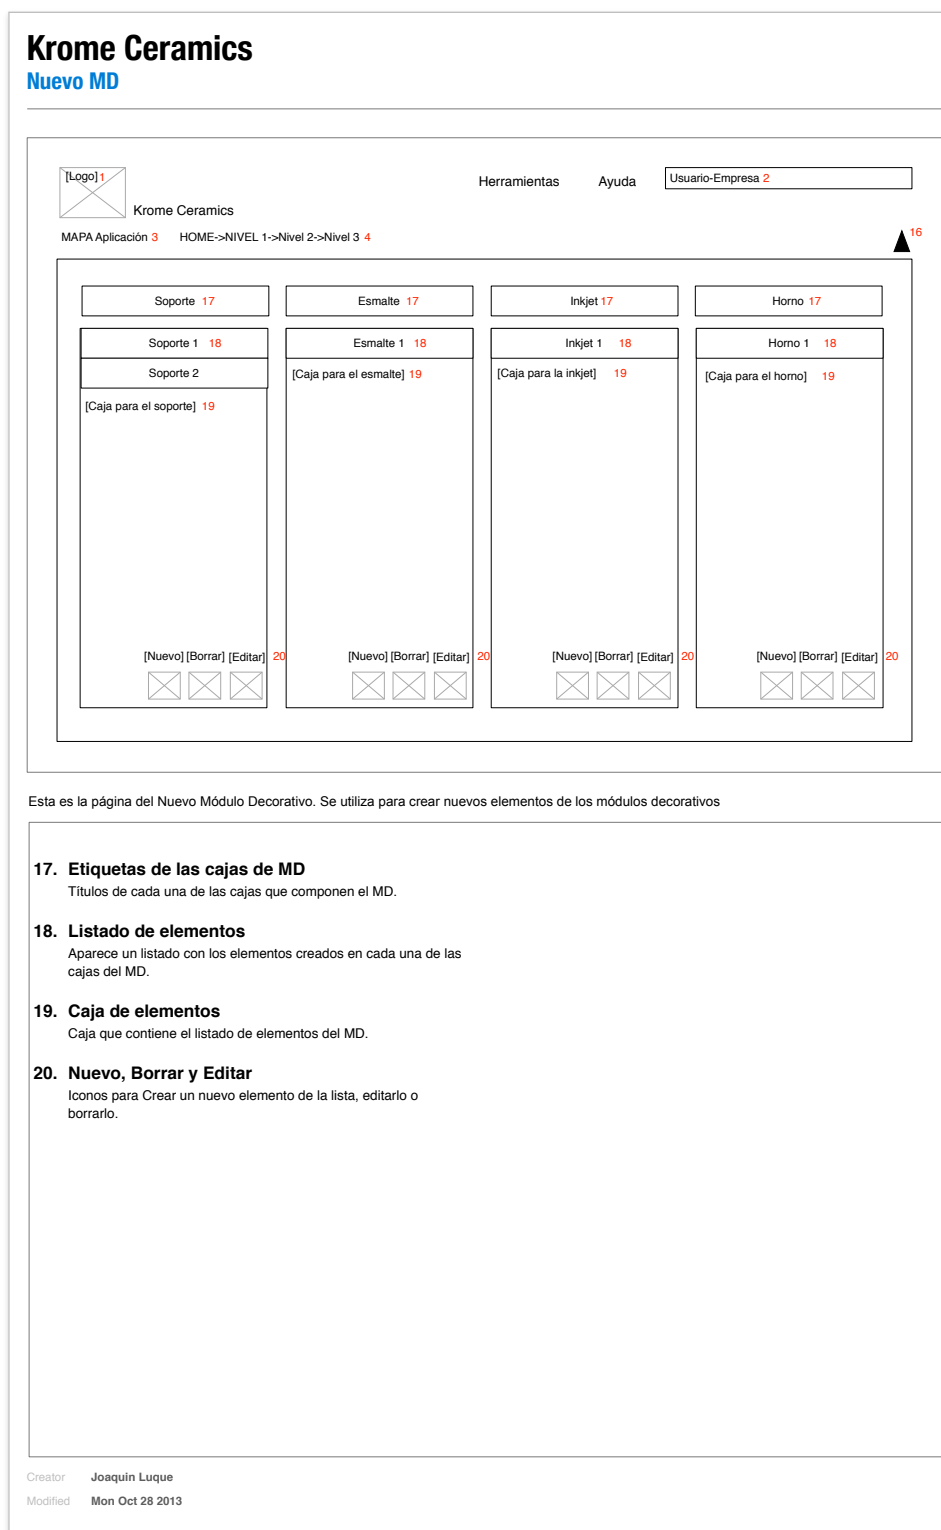 Krome Ceramics
Nuevo MD
[Logo] 1
Herramientas Ayuda Usuario-Empresa 2
Krome Ceramics
MAPA Aplicación 3 HOME->NIVEL 1->Nivel 2->Nivel 3 4
16
Soporte 17 Esmalte 17 Inkjet 17 Horno 17
Soporte 1 18 Esmalte 1 18 Inkjet 1 18 Horno 1 18
Soporte 2 [Caja para el esmalte] 19 [Caja para la inkjet] 19 [Caja para el horno] 19
[Caja para el soporte] 19
[Nuevo] [Borrar] [Editar] 20 [Nuevo] [Borrar] [Editar] 20 [Nuevo] [Borrar] [Editar] 20 [Nuevo] [Borrar] [Editar] 20
Esta es la página del Nuevo Módulo Decorativo. Se utiliza para crear nuevos elementos de los módulos decorativos
17. Etiquetas de las cajas de MD
Títulos de cada una de las cajas que componen el MD.
18. Listado de elementos
Aparece un listado con los elementos creados en cada una de las
cajas del MD.
19. Caja de elementos
Caja que contiene el listado de elementos del MD.
20. Nuevo, Borrar y Editar
Iconos para Crear un nuevo elemento de la lista, editarlo o
borrarlo.
Creator Joaquin Luque
Modified Mon Oct 28 2013